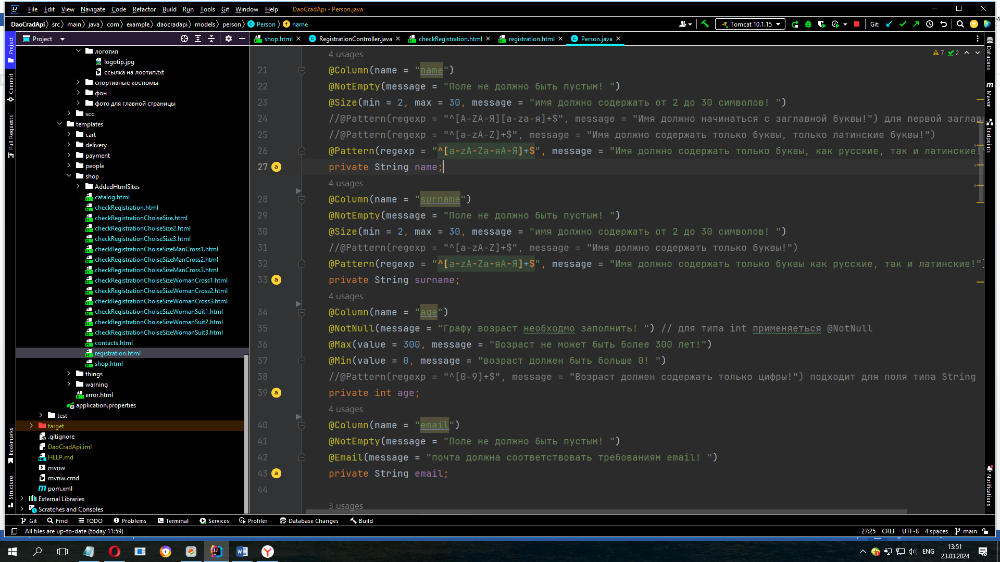 File Edit View Navigate Code Refactor Build Run Tools Git Window Help DaoCradApi - Person.java
DaoCradApi src main java com example daocradapi models person Person name Tomcat 10.1.15 Git:
Project
shop.html RegistrationController.java checkRegistration.html registration.html Person.java
логотип
logotip.jpg
ссылка на лоотип.txt
спортивные костюмы
фон
фото для главной страницы
scc
templates
cart
delivery
payment
people
shop
AddedHtmlSites
catalog.html
checkRegistration.html
checkRegistrationChoiseSize.html
checkRegistrationChoiseSize2.html
checkRegistrationChoiseSize3.html
checkRegistrationChoiseSizeManCross1.html
checkRegistrationChoiseSizeManCross2.html
checkRegistrationChoiseSizeManCross3.html
checkRegistrationChoiseSizeWomanCross1.html
checkRegistrationChoiseSizeWomanCross2.html
checkRegistrationChoiseSizeWomanCross3.html
checkRegistrationChoiseSizeWomanSuit1.html
checkRegistrationChoiseSizeWomanSuit2.html
checkRegistrationChoiseSizeWomanSuit3.html
contacts.html
registration.html
shop.html
things
warning
error.html
application.properties
test
target
.gitignore
DaoCradApi.iml
HELP.md
mvnw
mvnw.cmd
pom.xml
External Libraries
Scratches and Consoles
Project
Commit
Pull Requests
Bookmarks
Structure
4 usages
21 @Column(name = "name")
22 @NotEmpty(message = "Поле не должно быть пустым! ")
23 @Size(min = 2, max = 30, message = "имя должно содержать от 2 до 30 символов! ")
24 //@Pattern(regexp = "^[A-ZА-Я][a-zа-я]+$", message = "Имя должно начинаться с заглавной буквы!") для первой заглав
25 //@Pattern(regexp = "^[a-zA-Z]+$", message = "Имя должно содержать только буквы, только латинские буквы!")
26 @Pattern(regexp = "^[a-zA-Zа-яА-Я]+$", message = "Имя должно содержать только буквы, как русские, так и латинские!"
27 private String name;
4 usages
28 @Column(name = "surname")
29 @NotEmpty(message = "Поле не должно быть пустым! ")
30 @Size(min = 2, max = 30, message = "имя должно содержать от 2 до 30 символов! ")
31 //@Pattern(regexp = "^[a-zA-Z]+$", message = "Имя должно содержать только буквы!")
32 @Pattern(regexp = "^[a-zA-Zа-яА-Я]+$", message = "Имя должно содержать только буквы как русские, так и латинские!")
33 private String surname;
4 usages
34 @Column(name = "age")
35 @NotNull(message = "Графу возраст необходмо заполнить! ") // для типа int применяеться @NotNull
36 @Max(value = 300, message = "Возраст не может быть более 300 лет!")
37 @Min(value = 0, message = "возраст должен быть больше 0! ")
38 //@Pattern(regexp = "^[0-9]+$", message = "Возраст должен содержать только цифры!") подходит для поля типа String
39 private int age;
4 usages
40 @Column(name = "email")
41 @NotEmpty(message = "Поле не должно быть пустым! ")
42 @Email(message = "почта должна соответствовать требованиям email! ")
43 private String email;
44
3 usages
7 2
Database
Maven
Endpoints
Notifications
Git Find TODO Problems Terminal Services Profiler Database Changes Build
All files are up-to-date (today 11:59) 27:25 CRLF UTF-8 4 spaces main
ENG 13:51
23.03.2024